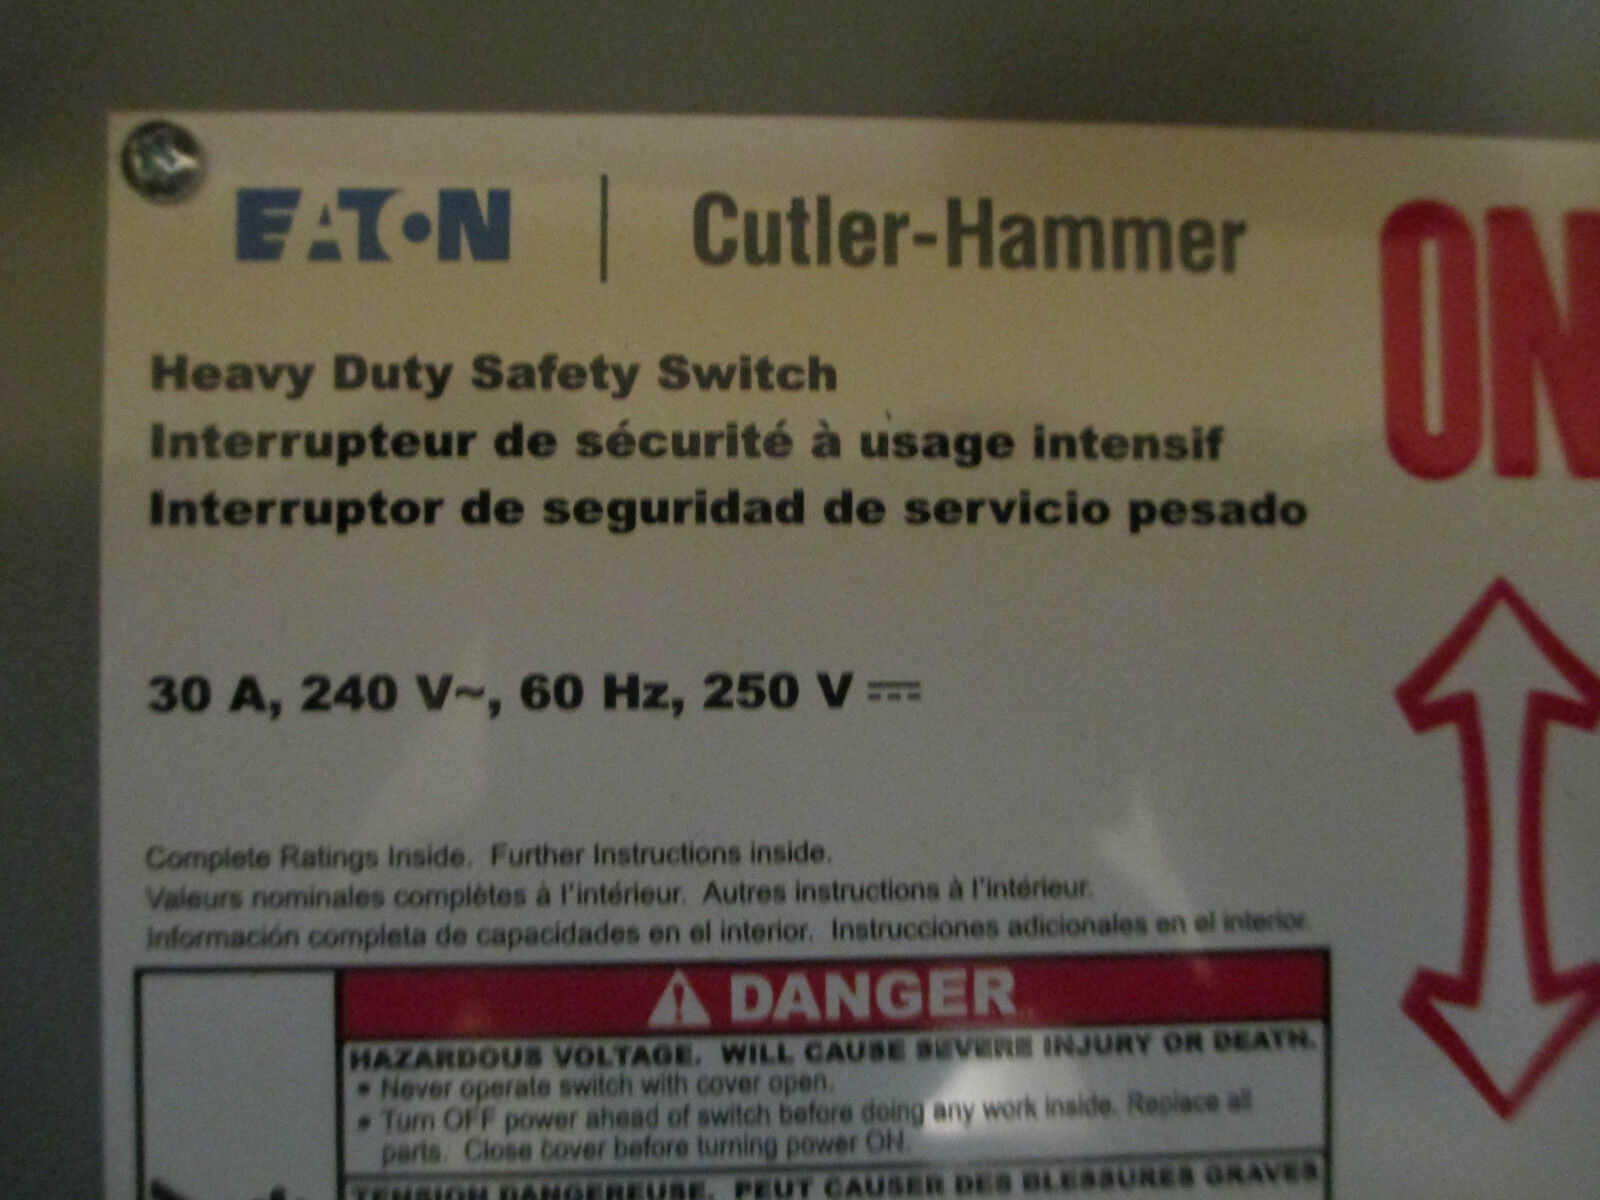 EATON | Cutler-Hammer
ON
Heavy Duty Safety Switch
Interrupteur de sécurité à usage intensif
Interruptor de seguridad de servicio pesado
30 A, 240 V~, 60 Hz, 250 V ⎓
Complete Ratings Inside. Further Instructions inside.
Valeurs nominales complètes à l'intérieur. Autres instructions à l'intérieur.
Información completa de capacidades en el interior. Instrucciones adicionales en el interior.
DANGER
HAZARDOUS VOLTAGE. WILL CAUSE SEVERE INJURY OR DEATH.
• Never operate switch with cover open.
• Turn OFF power ahead of switch before doing any work inside. Replace all
parts. Close cover before turning power ON.
TENSION DANGEREUSE. PEUT CAUSER DES BLESSURES GRAVES